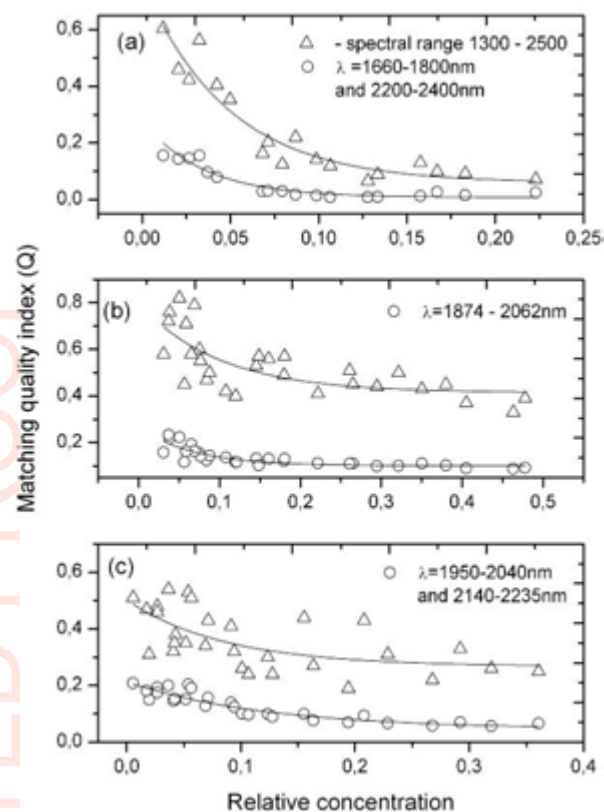 (a)
△ - spectral range 1300 - 2500
○ λ =1660-1800nm
and 2200-2400nm
0,6
0,4
0,2
0,0
0,00 0,05 0,10 0,15 0,20 0,25
Matching quality index (Q)
(b)
○ λ=1874 - 2062nm
0,8
0,6
0,4
0,2
0,0 0,1 0,2 0,3 0,4 0,5
(c)
○ λ=1950-2040nm
and 2140-2235nm
0,6
0,4
0,2
0,0
0,0 0,1 0,2 0,3 0,4
Relative concentration